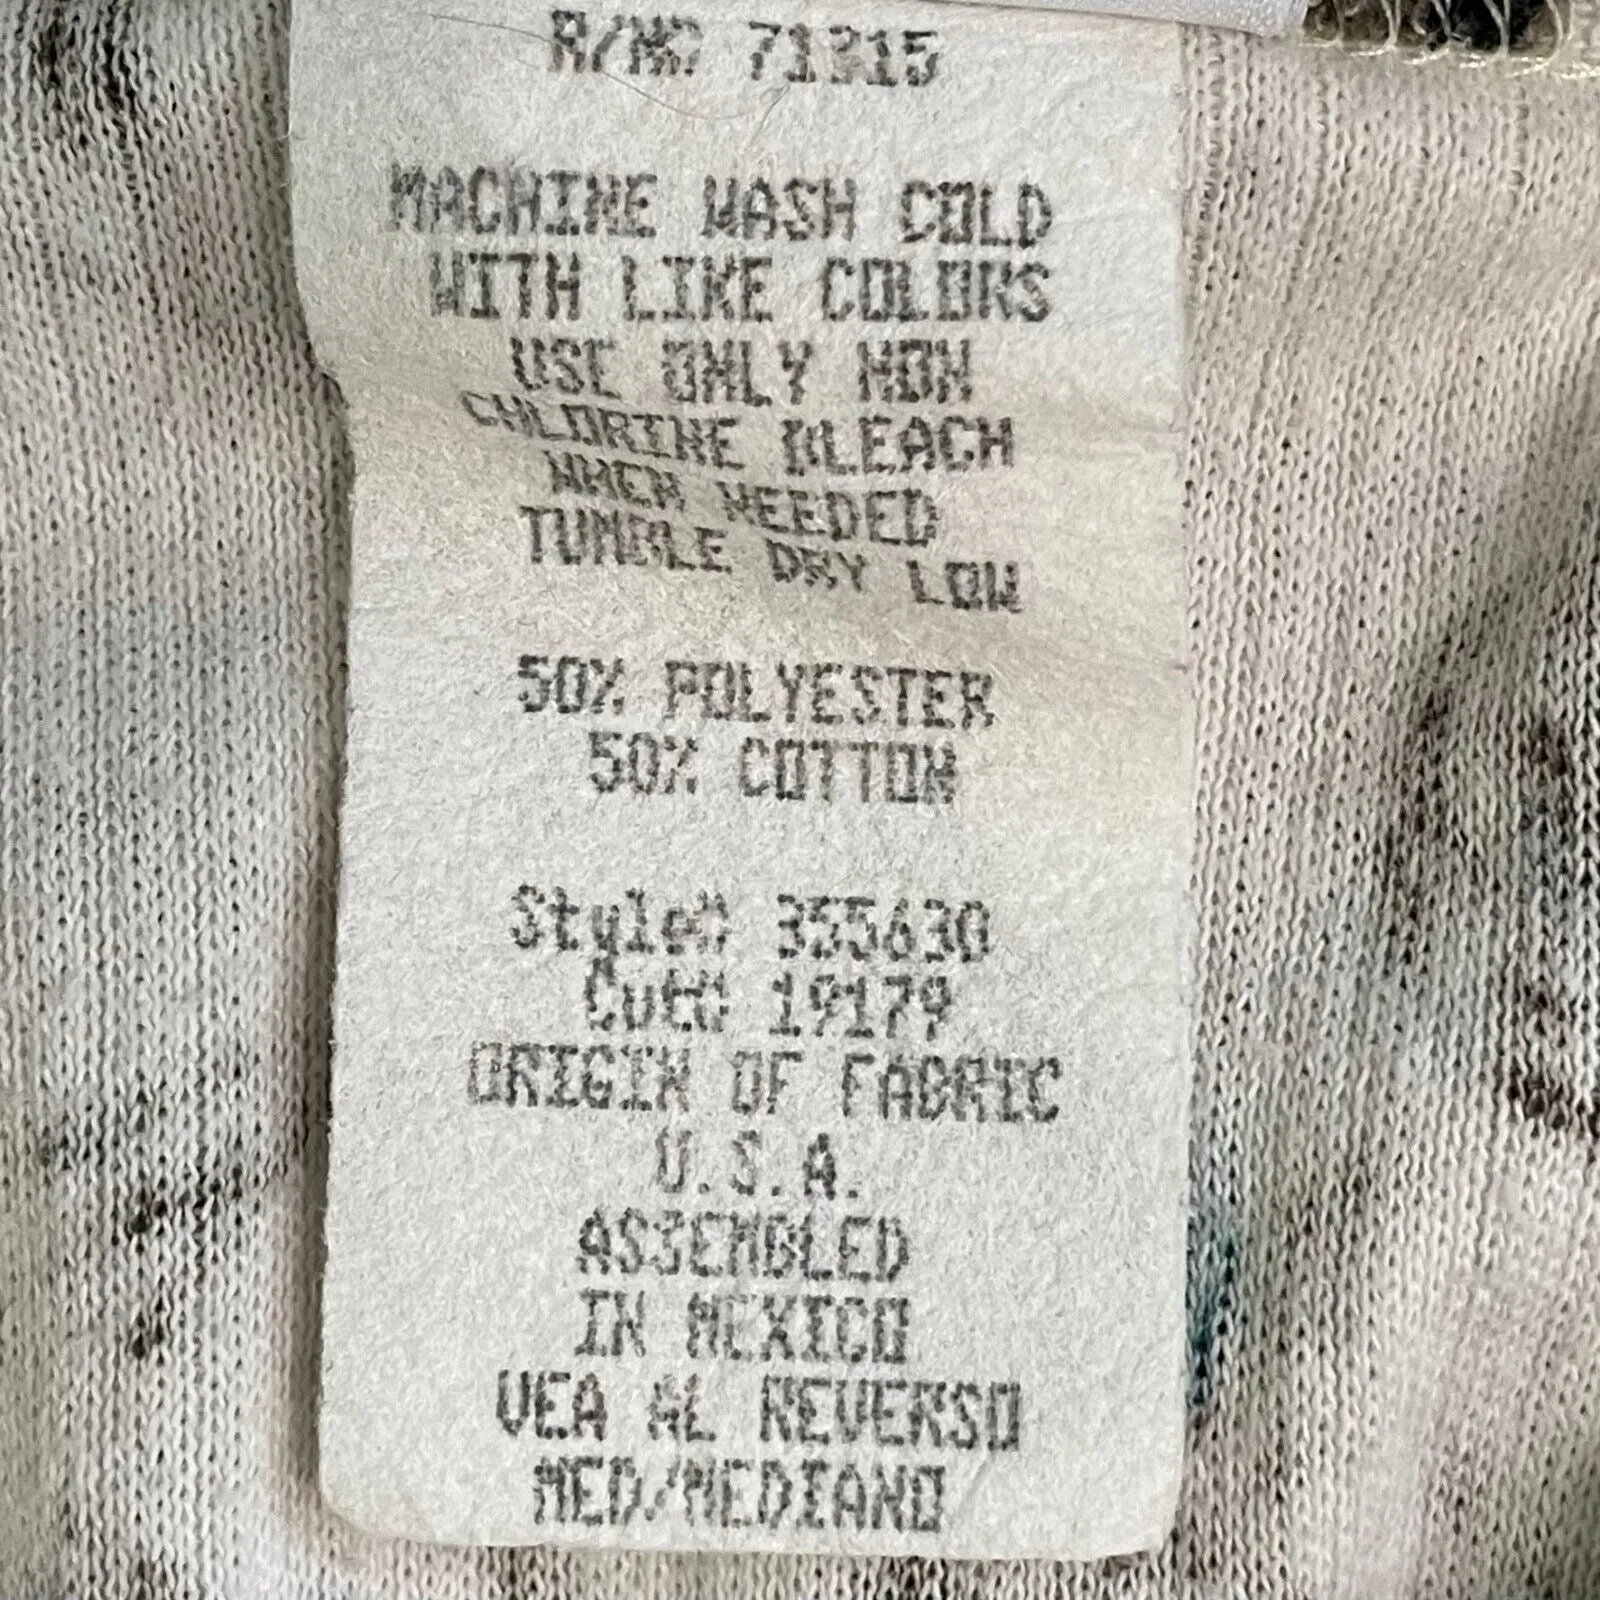 R/N# 71315
MACHINE WASH COLD
WITH LIKE COLORS
USE ONLY NON
CHLORINE BLEACH
WHEN NEEDED
TUMBLE DRY LOW
50% POLYESTER
50% COTTON
Style# 355630
Cut# 19179
ORIGIN OF FABRIC
U.S.A.
ASSEMBLED
IN MEXICO
VEA AL REVERSO
MED/MEDIANO